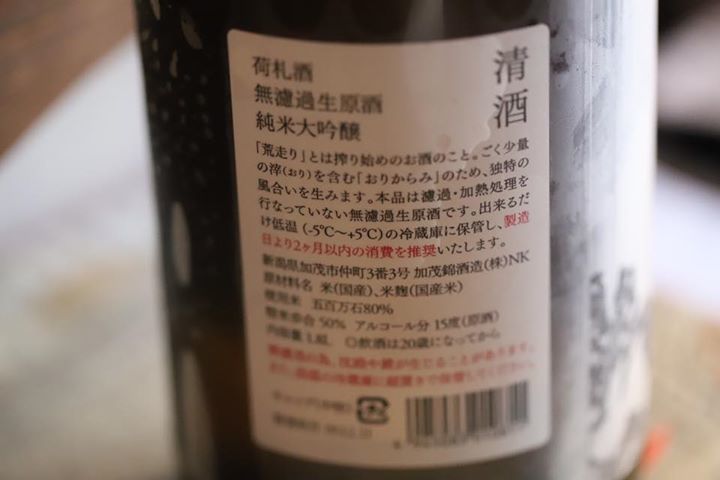 清酒
荷札酒
無濾過生原酒
純米大吟醸
「荒走り」とは搾り始めのお酒のこと。ごく少量
の滓(おり)を含む「おりがらみ」のため、独特の
風合いを生みます。本品は濾過・加熱処理を
行なっていない無濾過生原酒です。出来るだ
け低温(-5℃〜+5℃)の冷蔵庫に保管し、製造
日より2ヶ月以内の消費を推奨いたします。
新潟県加茂市仲町3番3号 加茂錦酒造(株)NK
原材料名 米(国産)、米麹(国産米)
使用米 五百万石80%
精米歩合 50% アルコール分 15度(原酒)
内容量 1.8L 〇飲酒は20歳になってから